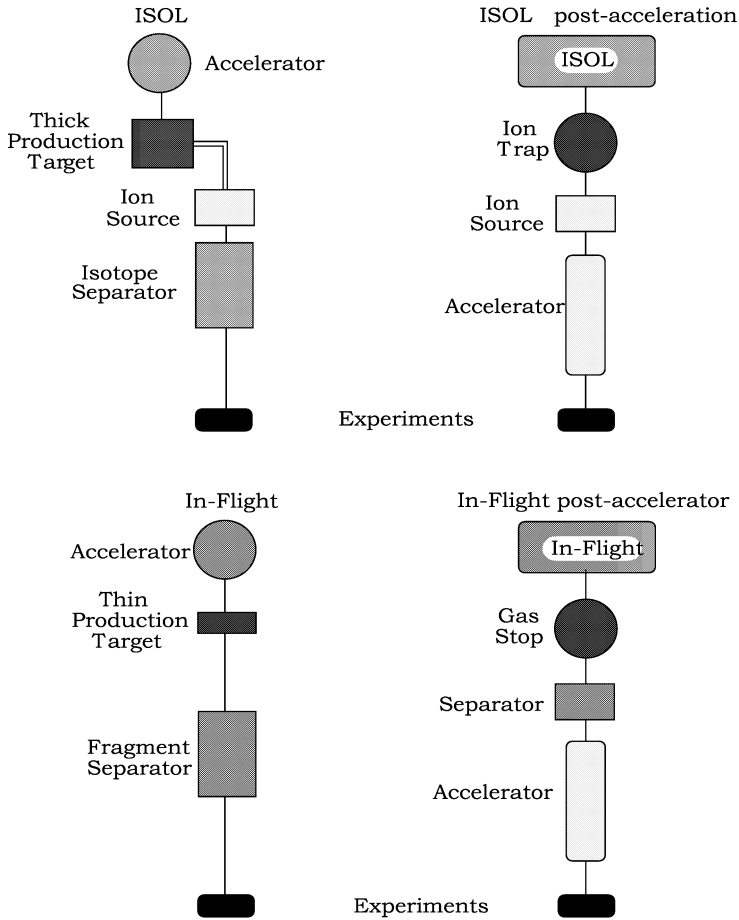 ISOL
Accelerator
Thick
Production
Target
Ion
Source
Isotope
Separator
ISOL post-acceleration
ISOL
Ion
Trap
Ion
Source
Accelerator
Experiments
In-Flight
Accelerator
Thin
Production
Target
Fragment
Separator
In-Flight post-accelerator
In-Flight
Gas
Stop
Separator
Accelerator
Experiments